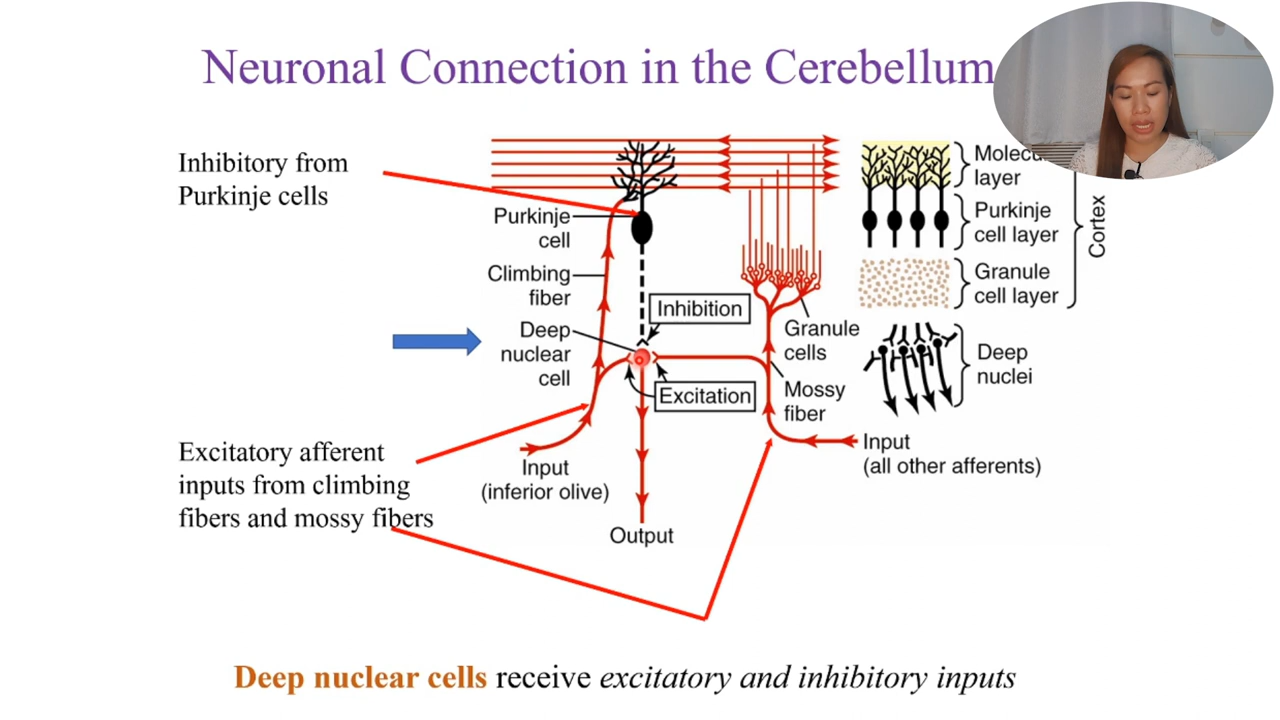 Neuronal Connection in the Cerebellum
Inhibitory from
Purkinje cells
Excitatory afferent
inputs from climbing
fibers and mossy fibers
Purkinje
cell
Climbing
fiber
Deep
nuclear
cell
Inhibition
Excitation
Input
(inferior olive)
Output
Granule
cells
Mossy
fiber
Input
(all other afferents)
layer
Purkinje
cell layer
Granule
cell layer
Cortex
Deep
nuclei
Deep nuclear cells receive excitatory and inhibitory inputs